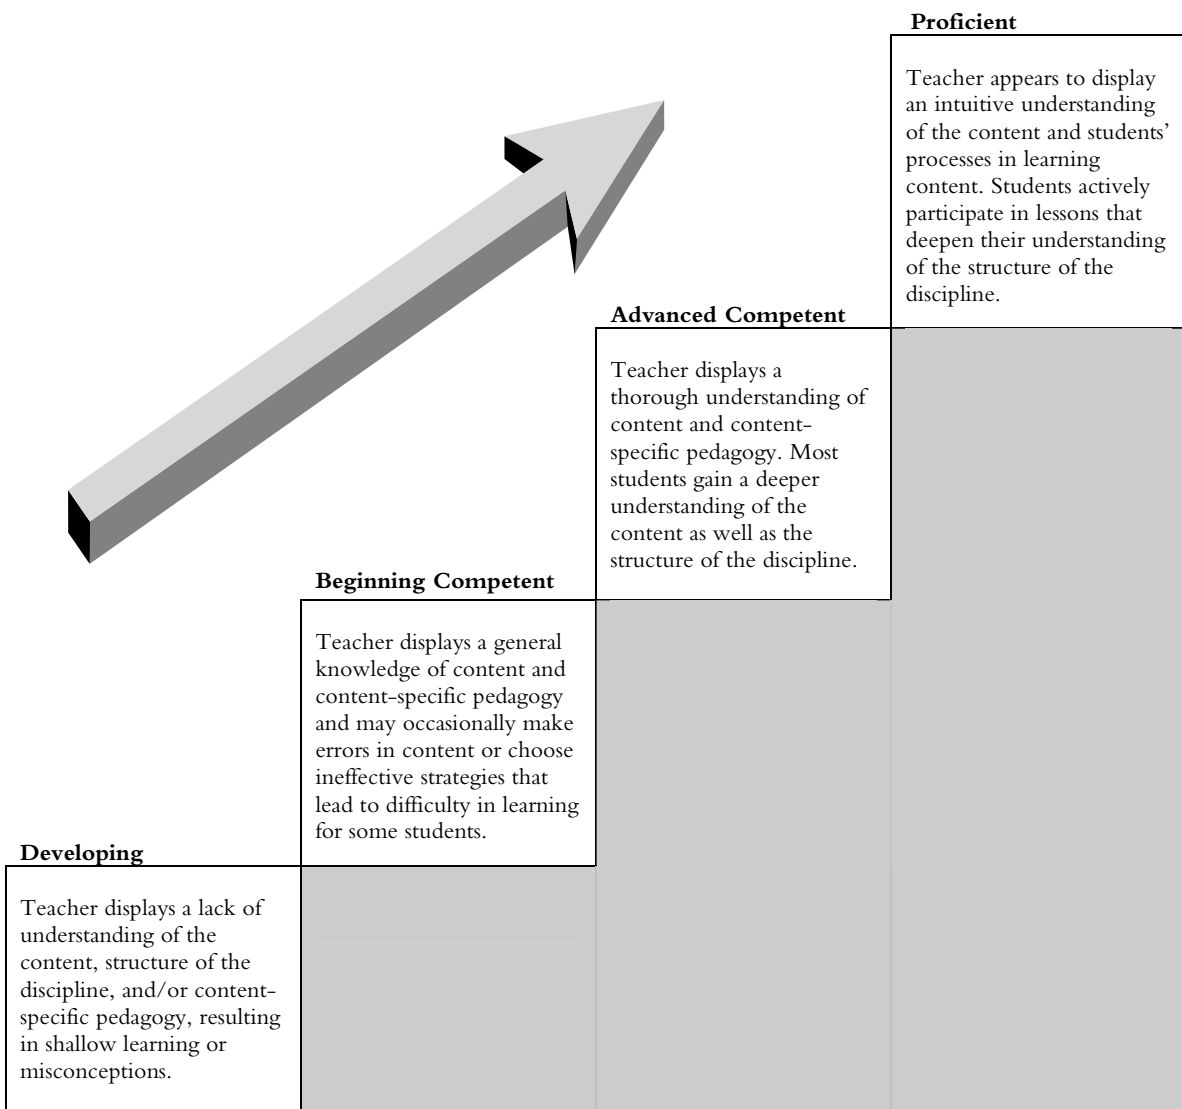 Proficient
Teacher appears to display
an intuitive understanding
of the content and students’
processes in learning
content. Students actively
participate in lessons that
deepen their understanding
of the structure of the
discipline.
Advanced Competent
Teacher displays a
thorough understanding of
content and content-
specific pedagogy. Most
students gain a deeper
understanding of the
content as well as the
structure of the discipline.
Beginning Competent
Teacher displays a general
knowledge of content and
content-specific pedagogy
and may occasionally make
errors in content or choose
ineffective strategies that
lead to difficulty in learning
for some students.
Developing
Teacher displays a lack of
understanding of the
content, structure of the
discipline, and/or content-
specific pedagogy, resulting
in shallow learning or
misconceptions.